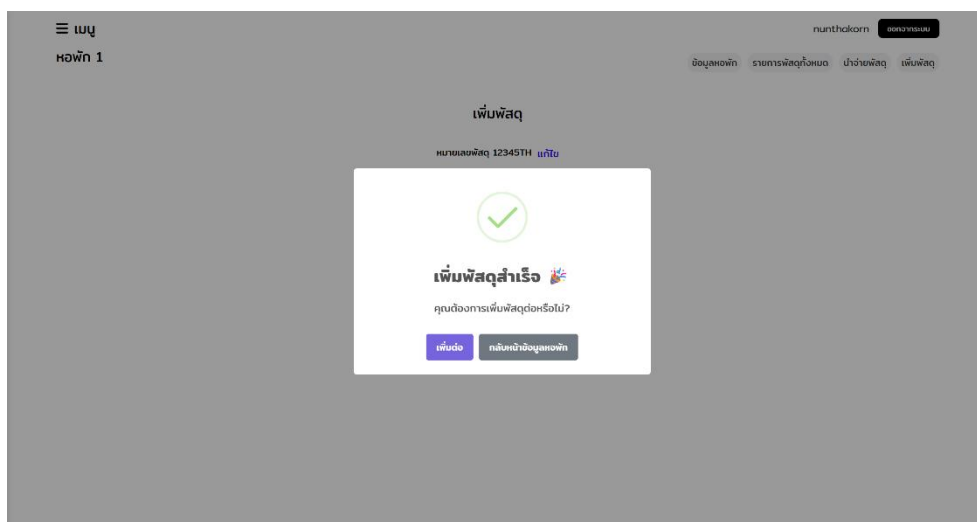 ☰ เมนู
nunthakorn ออกจากระบบ
หอพัก 1
ข้อมูลหอพัก รายการพัสดุทั้งหมด นำจ่ายพัสดุ เพิ่มพัสดุ
เพิ่มพัสดุ
หมายเลขพัสดุ 12345TH แก้ไข
เพิ่มพัสดุสำเร็จ 🎉
คุณต้องการเพิ่มพัสดุต่อหรือไม่?
เพิ่มต่อ กลับหน้าข้อมูลหอพัก